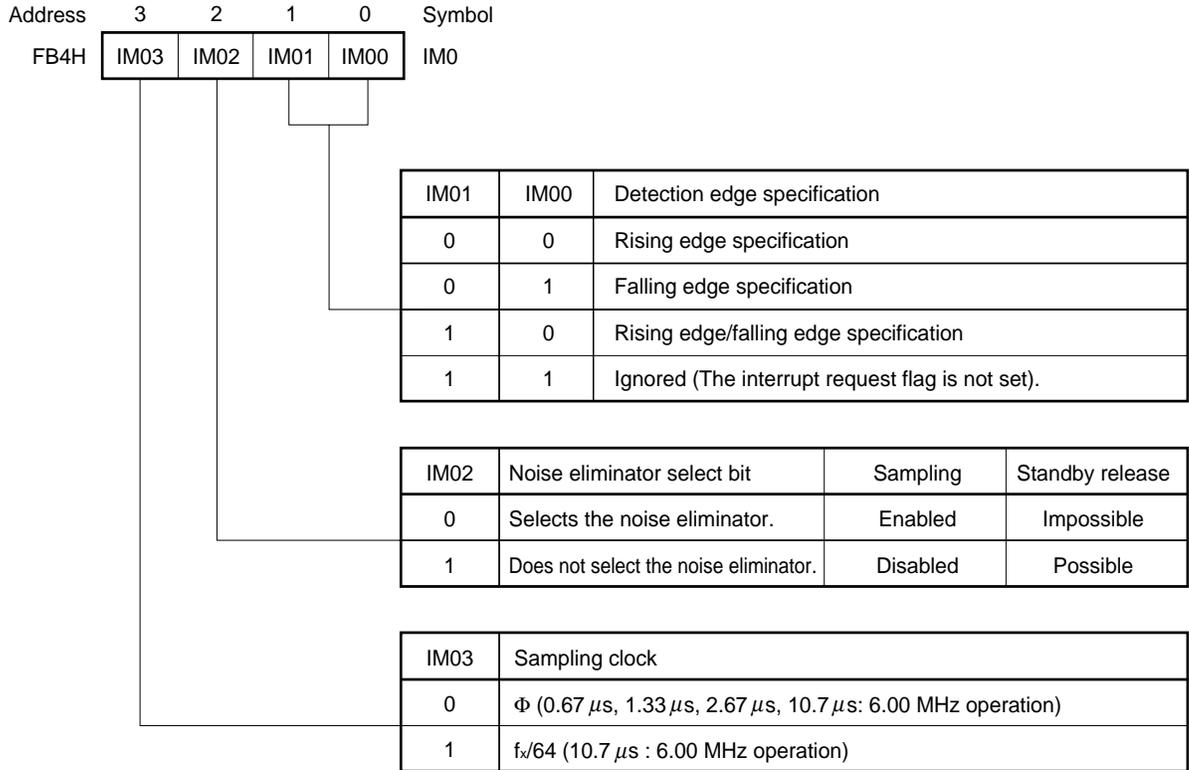 Address 3 2 1 0 Symbol
FB4H IM03 IM02 IM01 IM00 IM0
IM01 IM00 Detection edge specification
0 0 Rising edge specification
0 1 Falling edge specification
1 0 Rising edge/falling edge specification
1 1 Ignored (The interrupt request flag is not set).
IM02 Noise eliminator select bit Sampling Standby release
0 Selects the noise eliminator. Enabled Impossible
1 Does not select the noise eliminator. Disabled Possible
IM03 Sampling clock
0 Φ (0.67 μs, 1.33 μs, 2.67 μs, 10.7 μs: 6.00 MHz operation)
1 fx/64 (10.7 μs : 6.00 MHz operation)